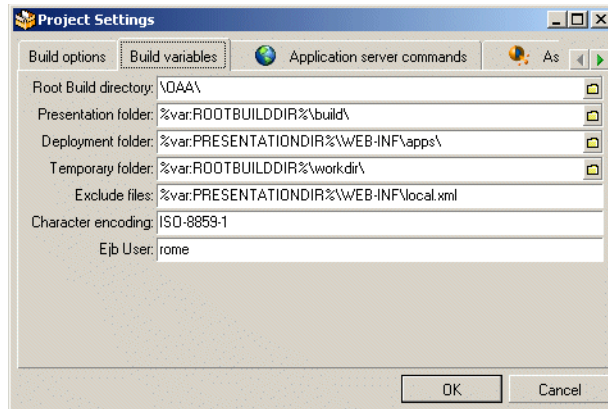 Project Settings
Build options Build variables Application server commands As
Root Build directory: \OAA\
Presentation folder: %var:ROOTBUILDDIR%\build\
Deployment folder: %var:PRESENTATIONDIR%\WEB-INF\apps\
Temporary folder: %var:ROOTBUILDDIR%\workdir\
Exclude files: %var:PRESENTATIONDIR%\WEB-INF\local.xml
Character encoding: ISO-8859-1
Ejb User: rome
OK Cancel